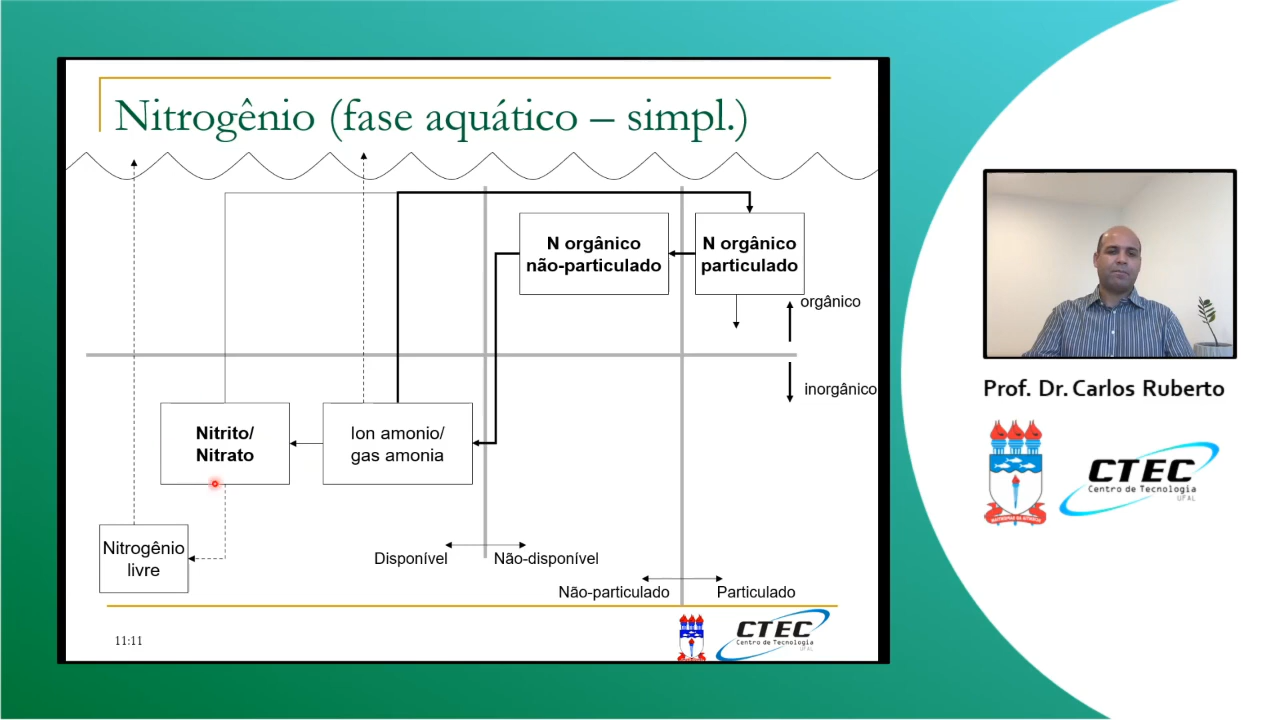 Nitrogênio (fase aquático – simpl.)
N orgânico
não-particulado
N orgânico
particulado
orgânico
inorgânico
Nitrito/
Nitrato
Ion amonio/
gas amonia
Nitrogênio
livre
Disponível
Não-disponível
Não-particulado
Particulado
11:11
CTEC
Centro de Tecnologia
UFAL
Prof. Dr. Carlos Ruberto
CTEC
Centro de Tecnologia
UFAL